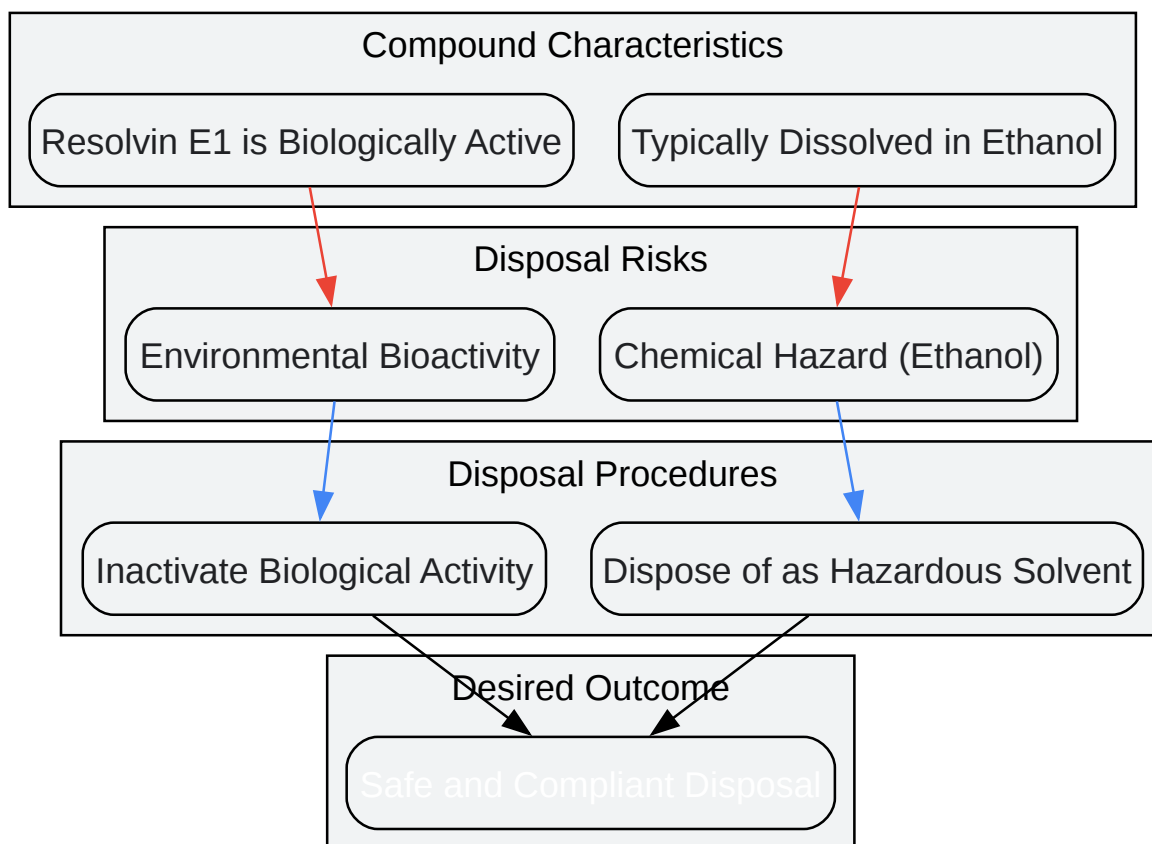 Compound Characteristics
Resolvin E1 is Biologically Active
Typically Dissolved in Ethanol
Disposal Risks
Environmental Bioactivity
Chemical Hazard (Ethanol)
Disposal Procedures
Inactivate Biological Activity
Dispose of as Hazardous Solvent
Desired Outcome
Safe and Compliant Disposal